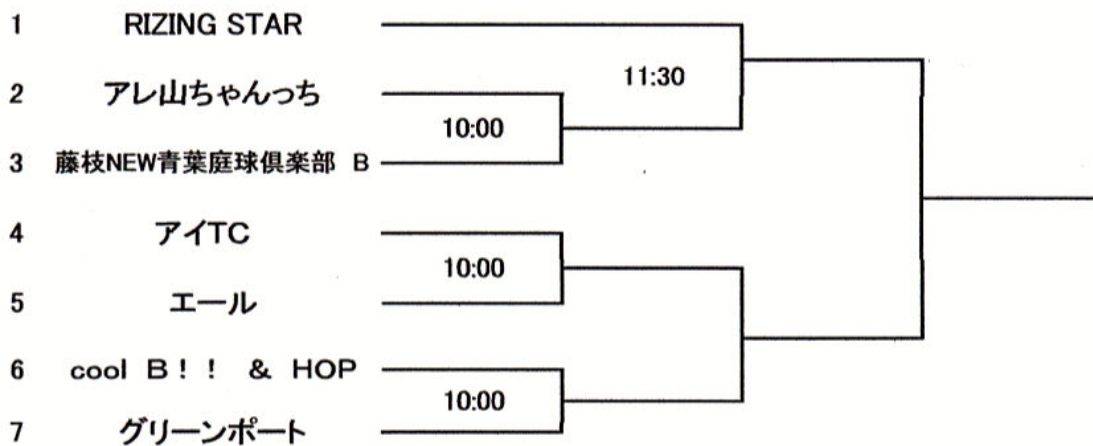 1 RIZING STAR
11:30
2 アレ山ちゃんっち
10:00
3 藤枝NEW青葉庭球倶楽部 B
4 アイTC
10:00
5 エール
6 cool B！！ & HOP
10:00
7 グリーンポート